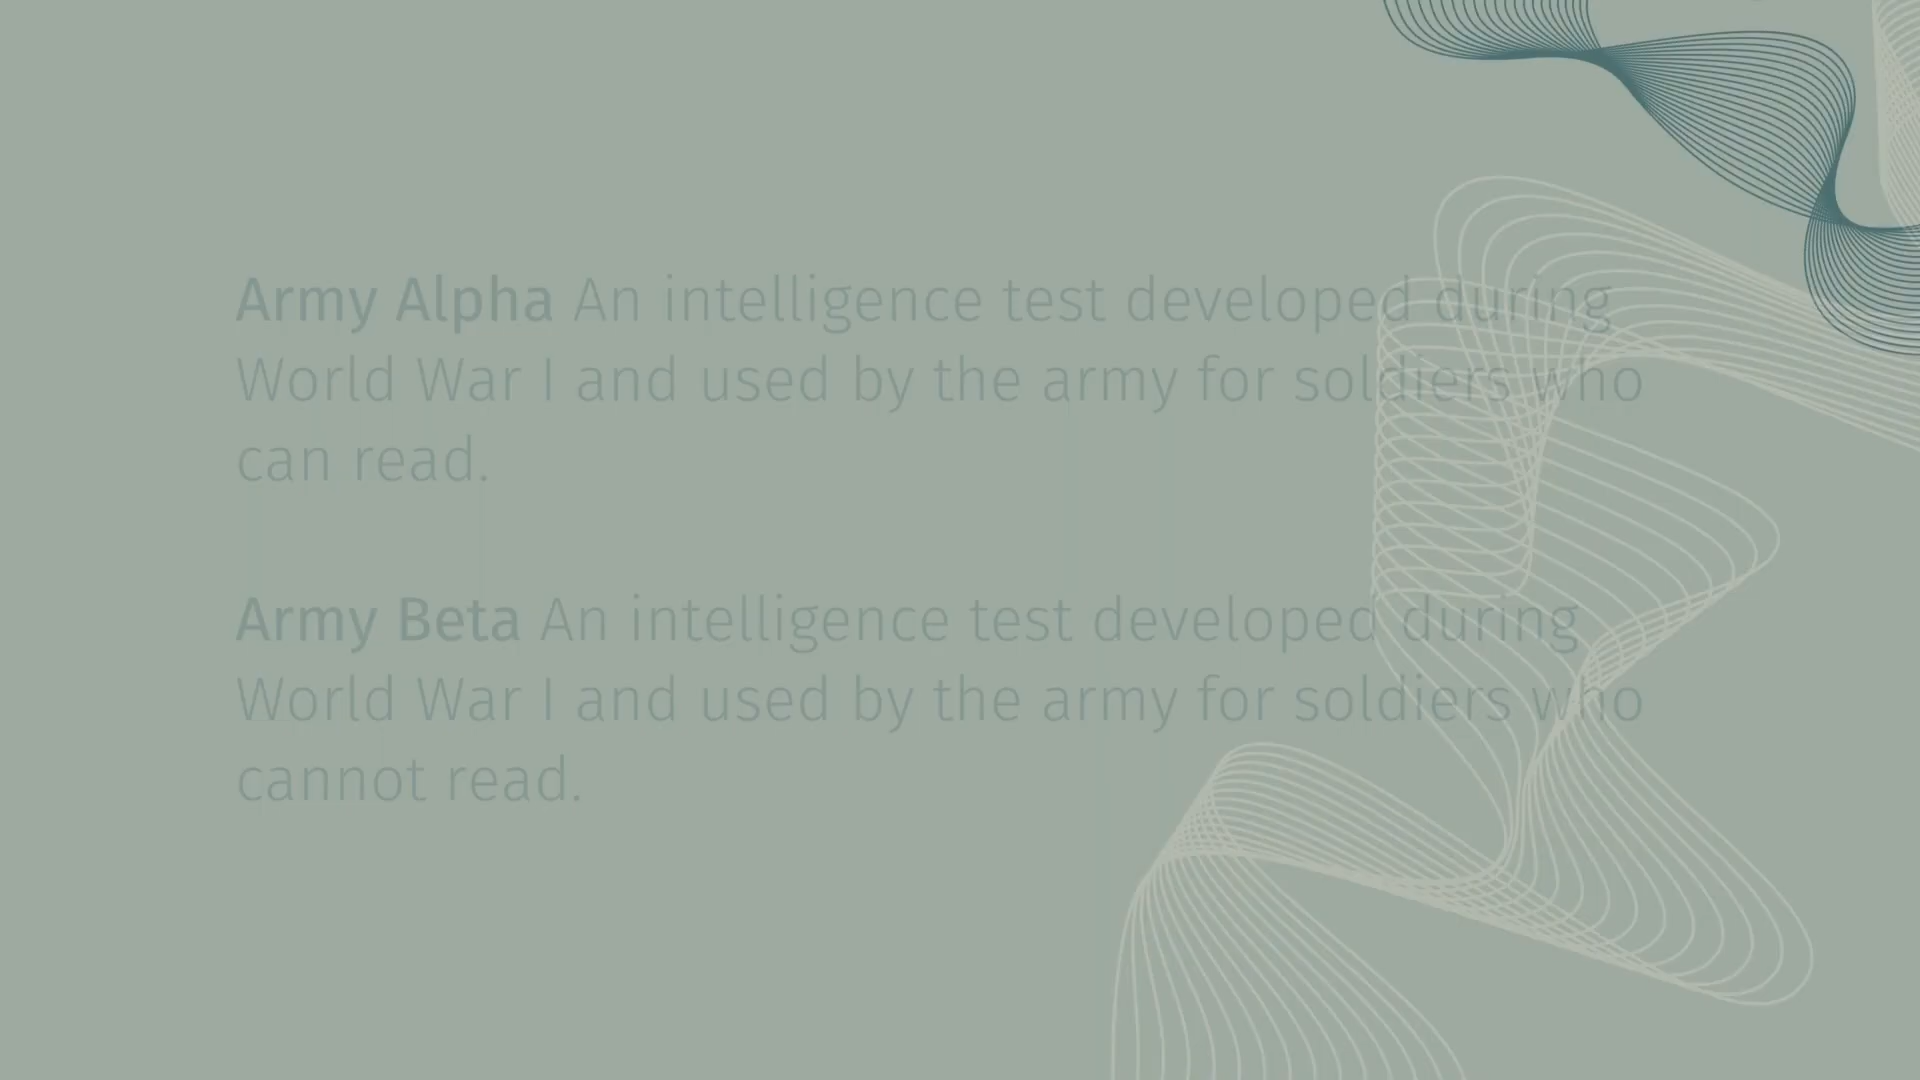 Army Alpha An intelligence test developed during
World War I and used by the army for soldiers who
can read.
Army Beta An intelligence test developed during
World War I and used by the army for soldiers who
cannot read.